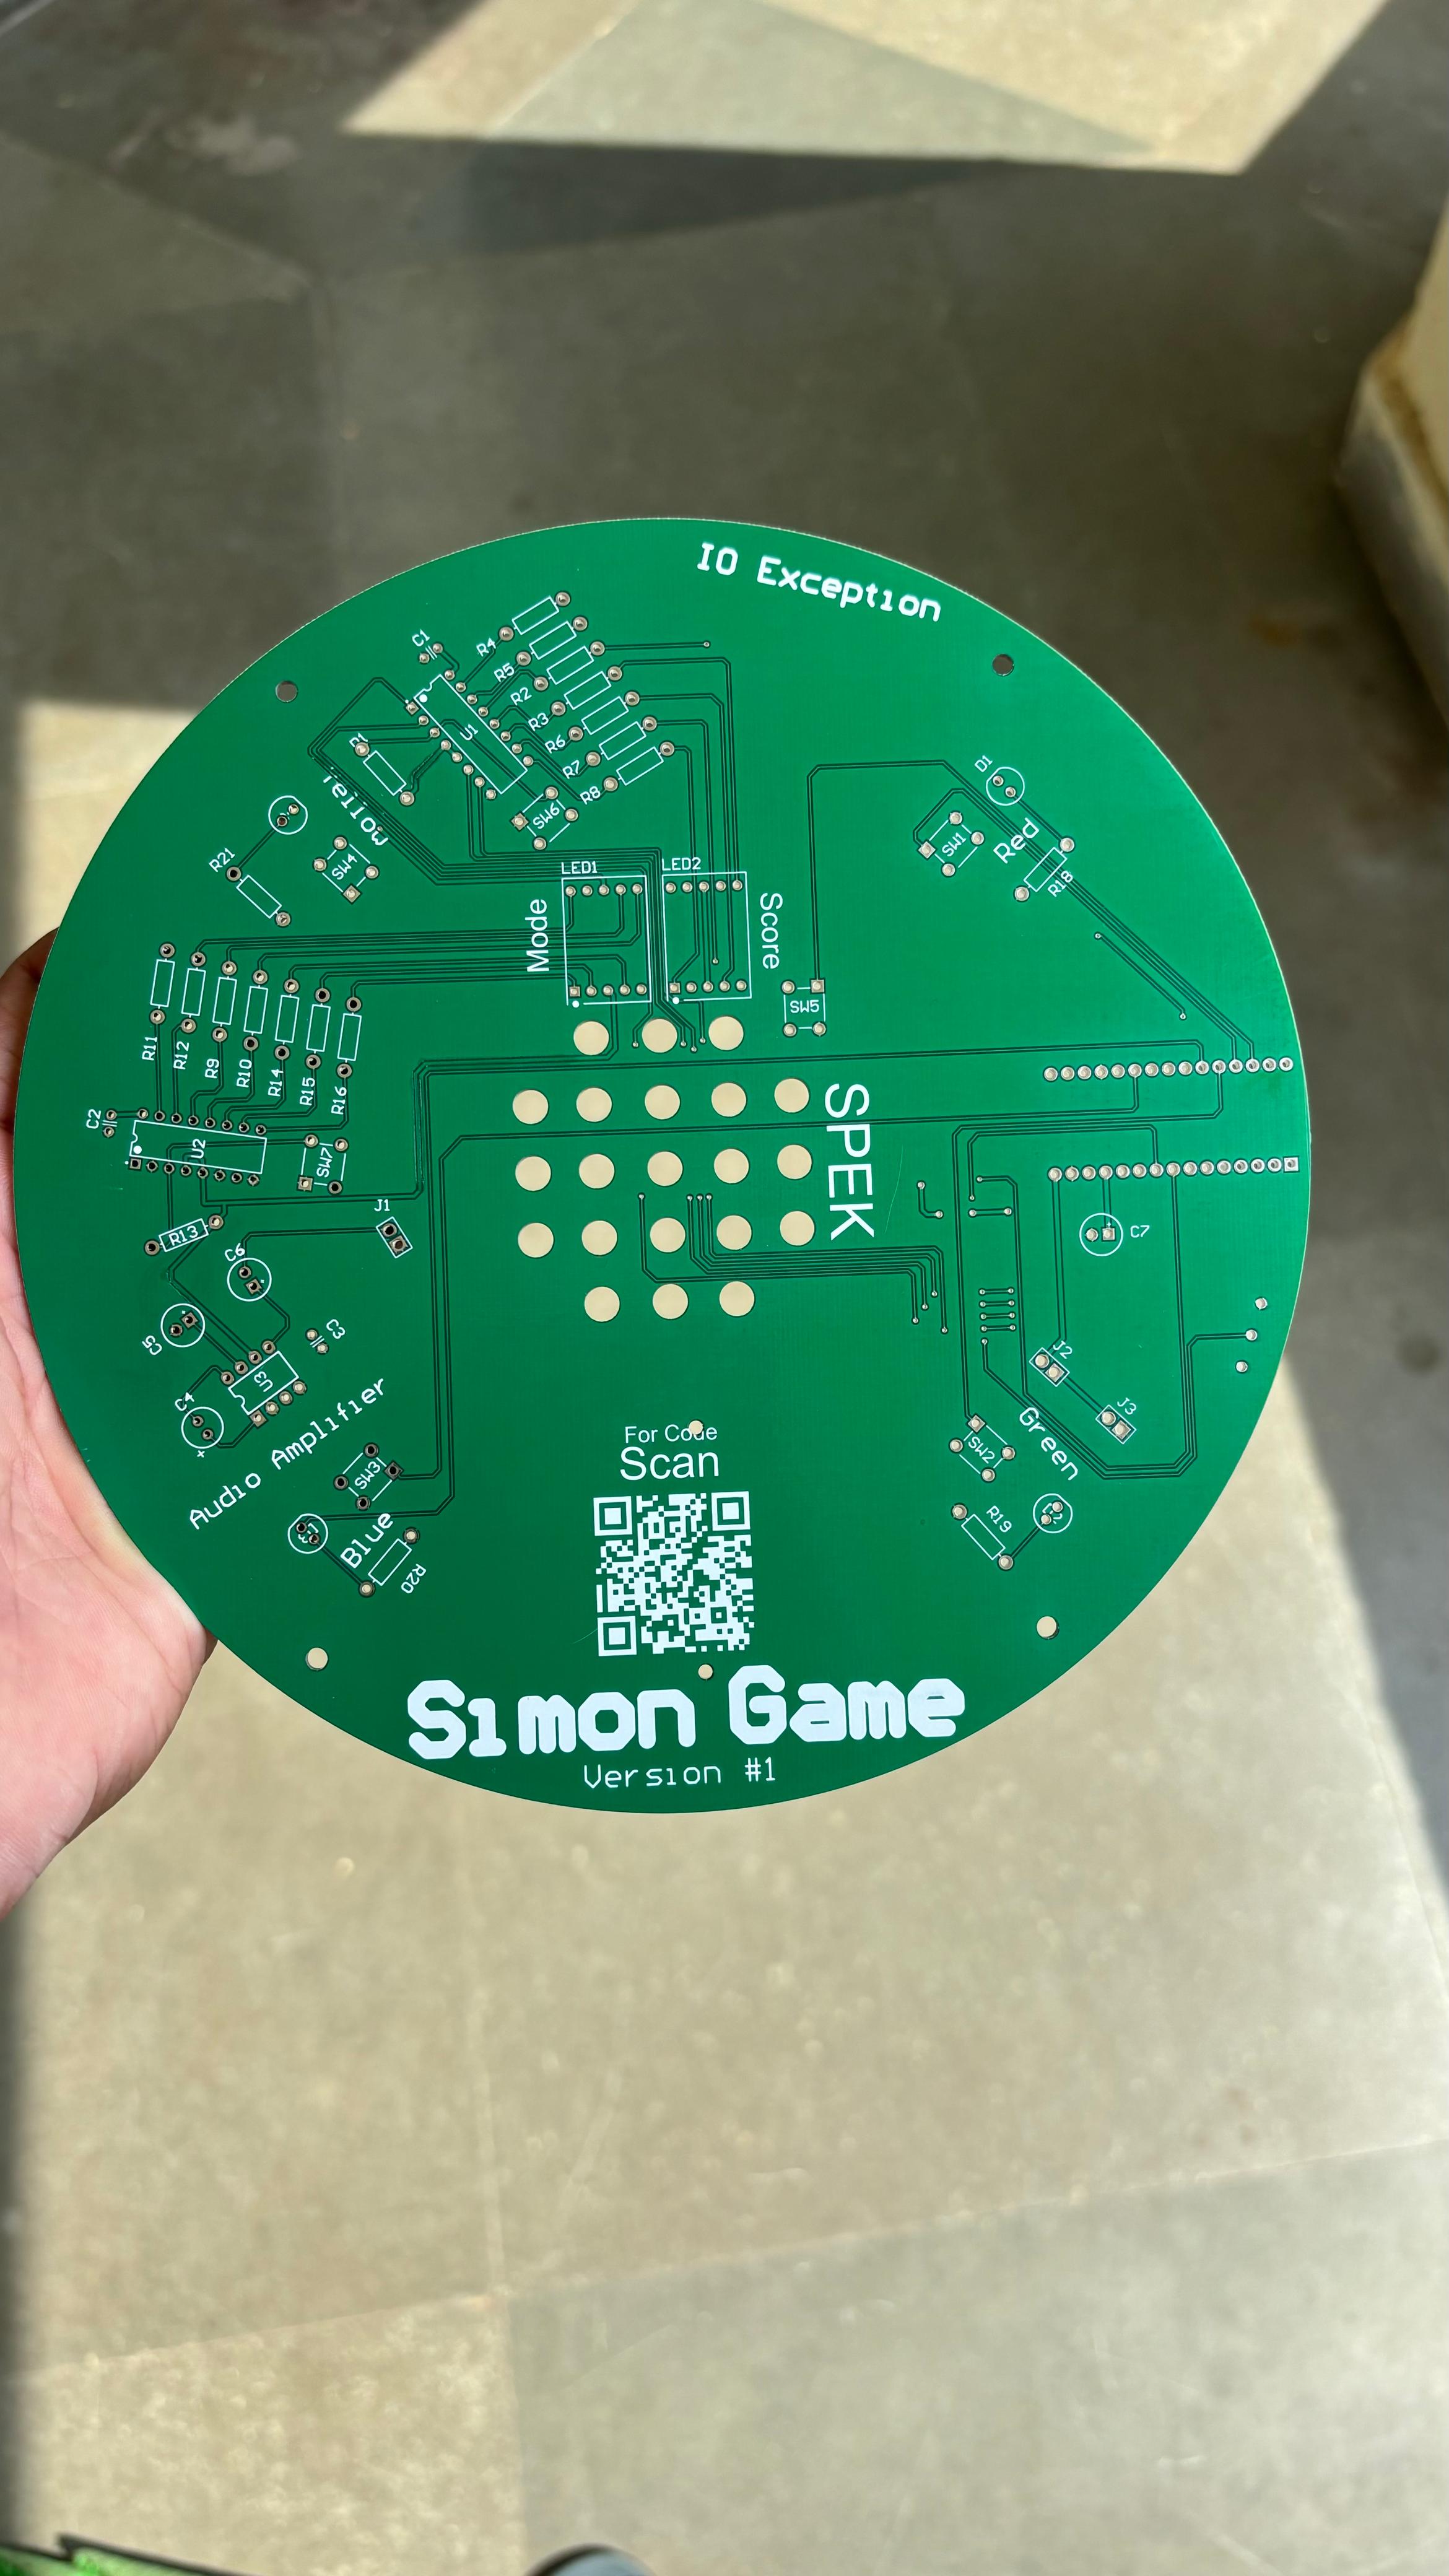 IO Exception
C1
R4
R5
R2
R3
R6
R7
R8
U1
SW6
D1
SW1
Red
R18
Yellow
SW4
R21
LED1
LED2
Mode
Score
SW5
R11
R12
R9
R10
R14
R15
R16
C2
U2
SW7
SPEK
J1
R13
C6
C5
C3
U3
C4
C7
J2
J3
Audio Amplifier
Green
SW2
R19
SW3
Blue
R20
For Code
Scan
Simon Game
Version #1